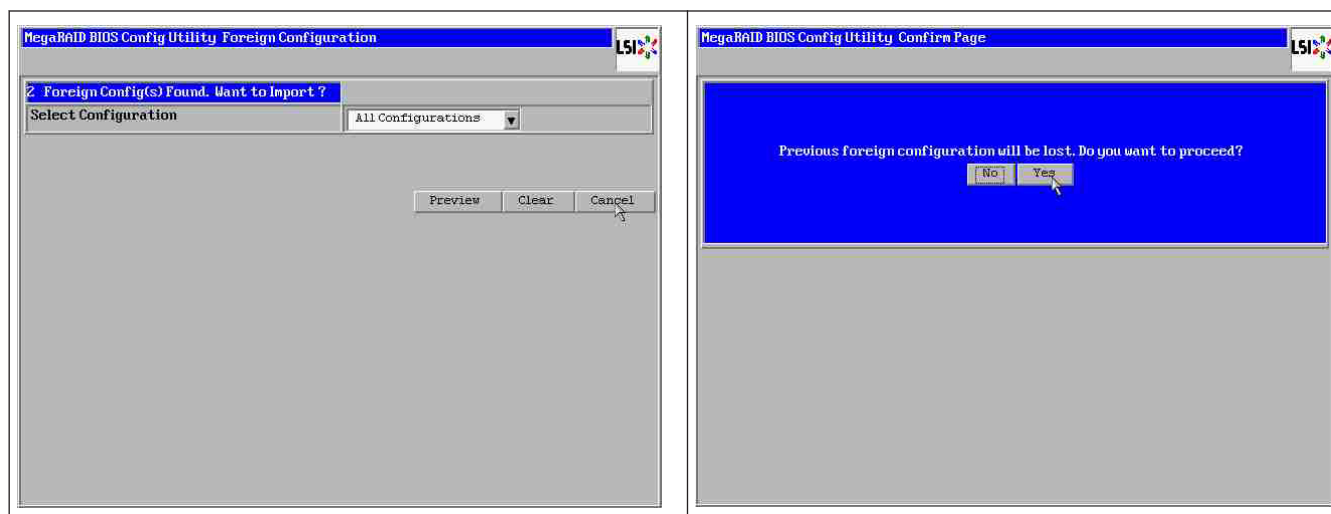 MegaRAID BIOS Config Utility Foreign Configuration
LSI
2 Foreign Config(s) Found. Want to Import ?
Select Configuration
All Configurations
Preview Clear Cancel
MegaRAID BIOS Config Utility Confirm Page
LSI
Previous foreign configuration will be lost. Do you want to proceed?
No Yes